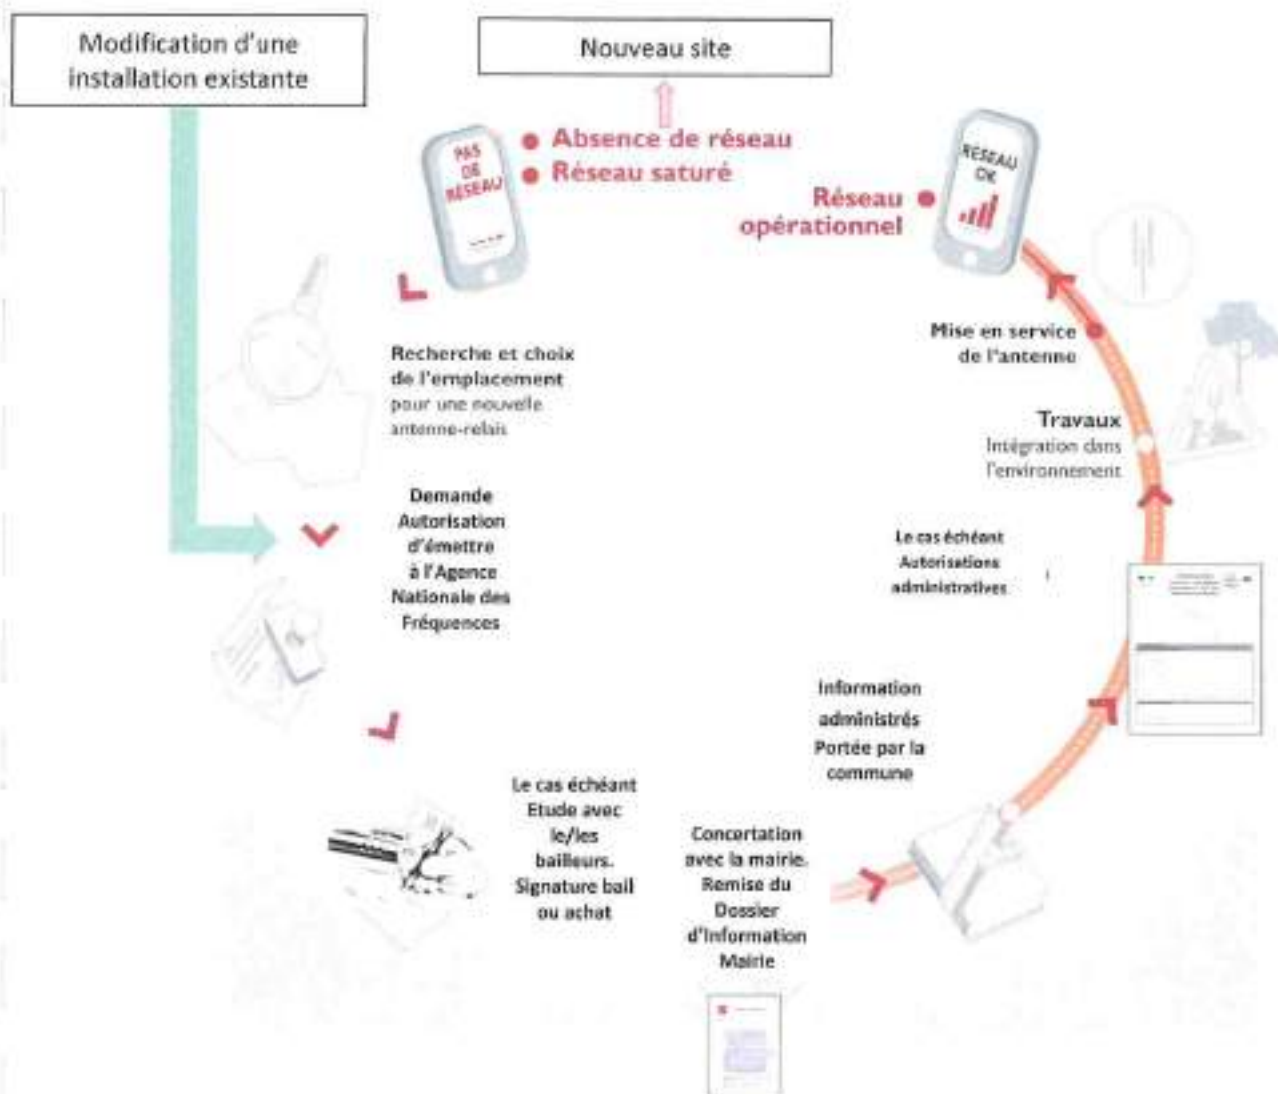 Modification d'une
installation existante
Nouveau site
Absence de réseau
Réseau saturé
PAS
DE
RÉSEAU
RÉSEAU
OK
Réseau
opérationnel
Recherche et choix
de l'emplacement
pour une nouvelle
antenne-relais
Demande
Autorisation
d'émettre
à l'Agence
Nationale des
Fréquences
Le cas échéant
Etude avec
le/les
bailleurs.
Signature bail
ou achat
Concertation
avec la mairie.
Remise du
Dossier
d'Information
Mairie
Information
administrés
Portée par la
commune
Le cas échéant
Autorisations
administratives
Travaux
Intégration dans
l'environnement
Mise en service
de l'antenne